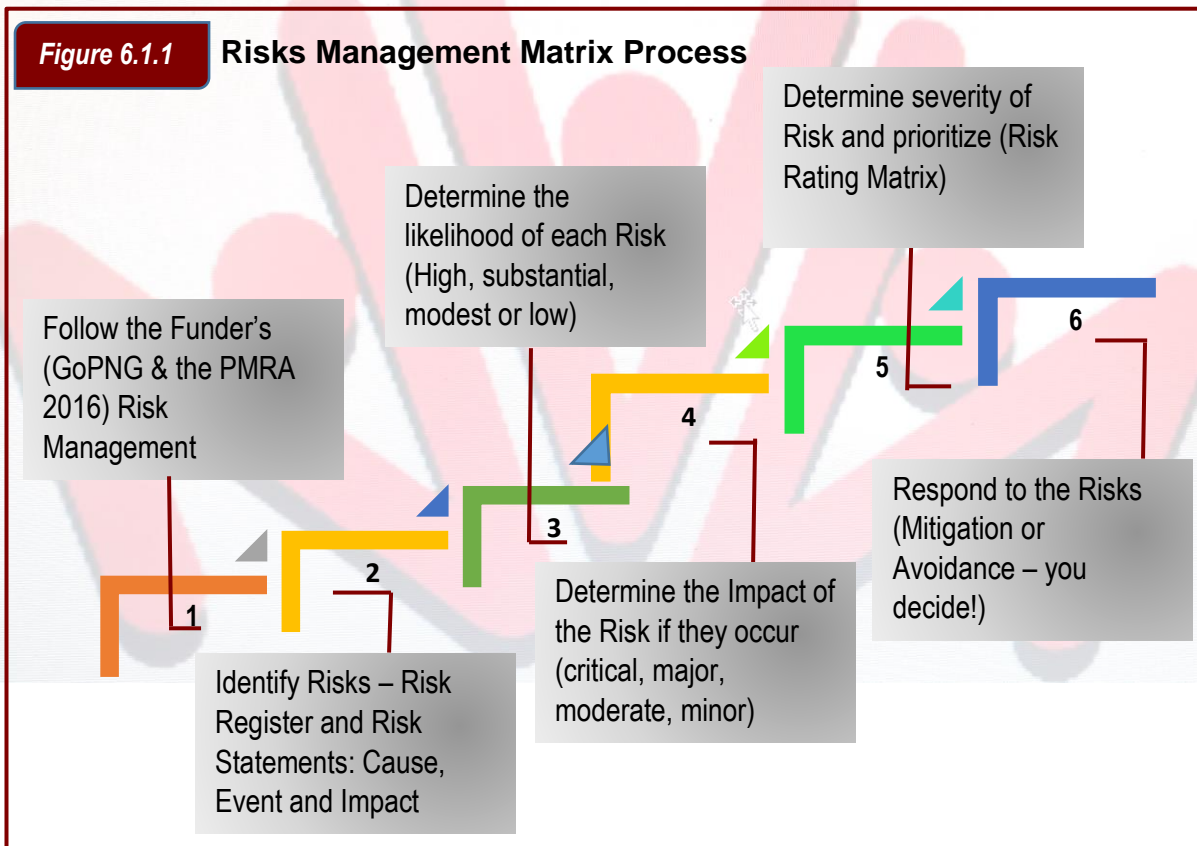 Figure 6.1.1
Risks Management Matrix Process
Follow the Funder’s
(GoPNG & the PMRA
2016) Risk
Management
1
2
Identify Risks – Risk
Register and Risk
Statements: Cause,
Event and Impact
Determine the
likelihood of each Risk
(High, substantial,
modest or low)
3
4
Determine the Impact of
the Risk if they occur
(critical, major,
moderate, minor)
Determine severity of
Risk and prioritize (Risk
Rating Matrix)
5
6
Respond to the Risks
(Mitigation or
Avoidance – you
decide!)